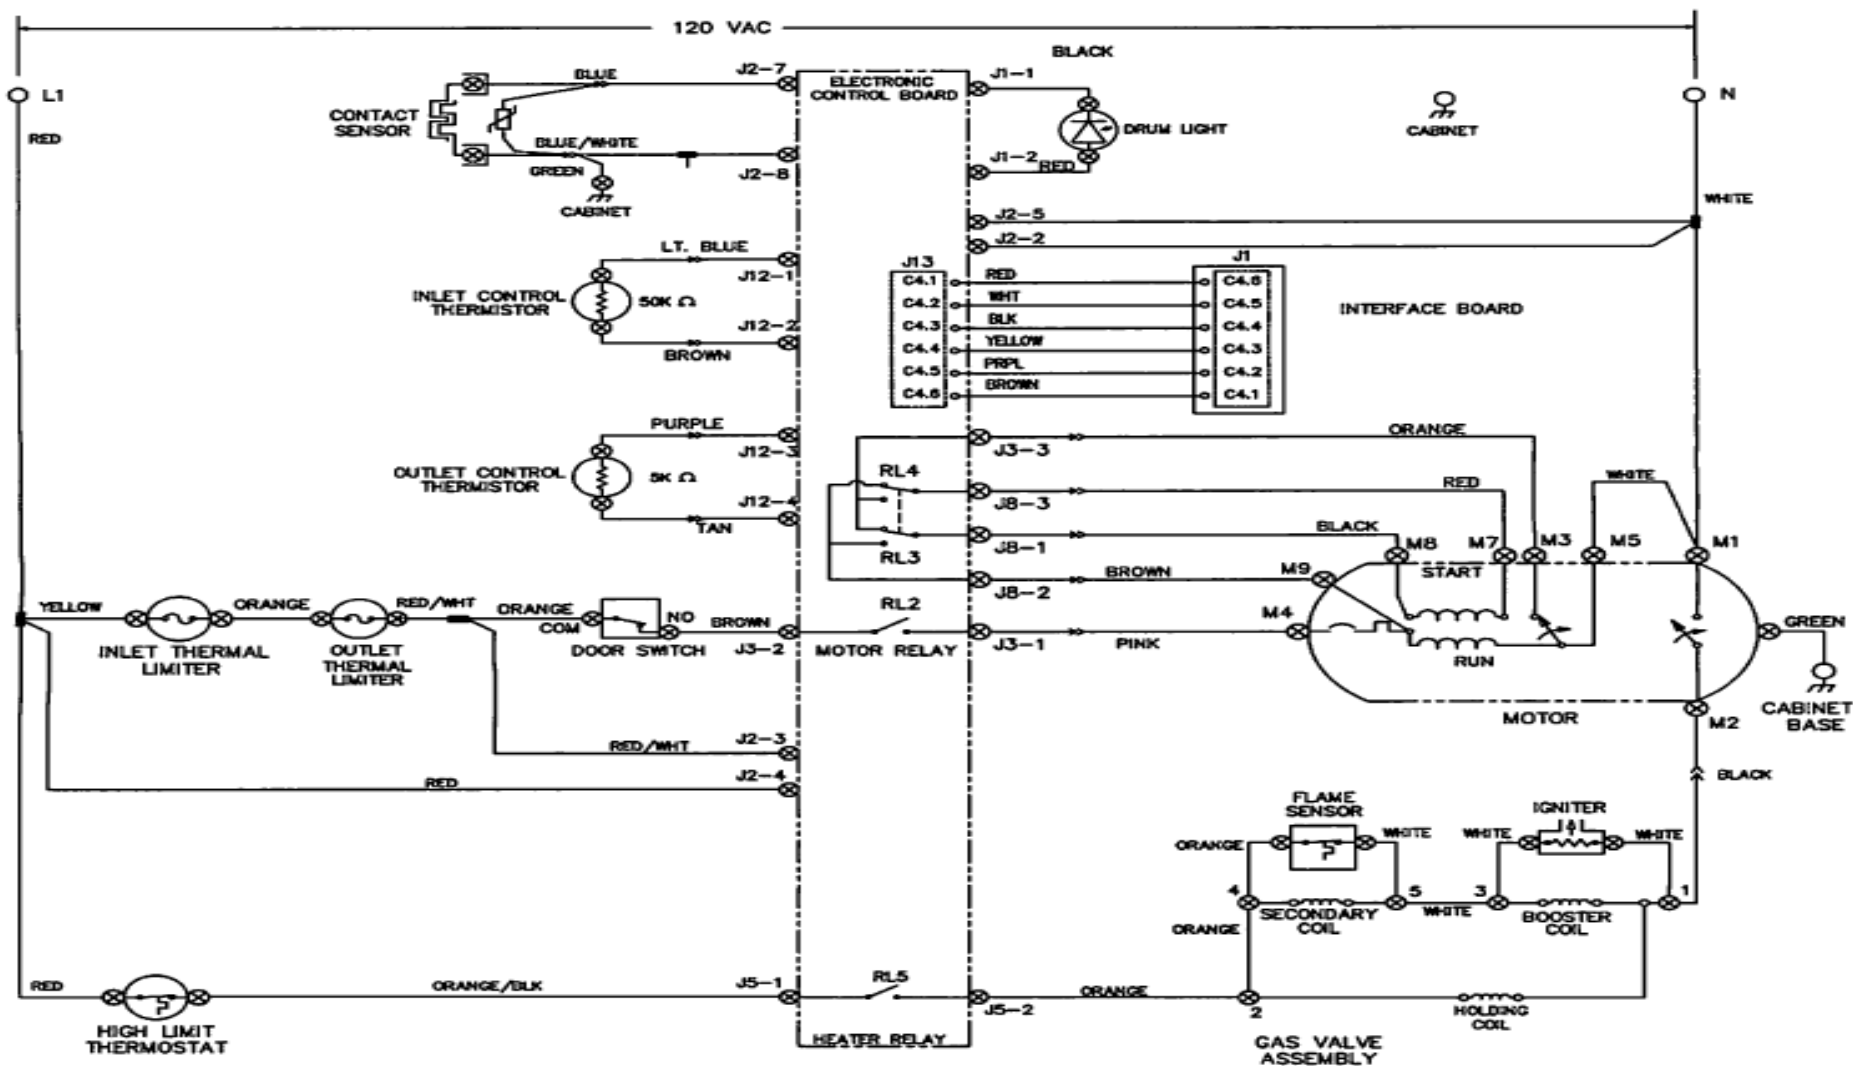 120 VAC
BLACK
L1
N
BLUE
J2-7
ELECTRONIC
CONTROL BOARD
J1-1
CONTACT
SENSOR
RED
DRUM LIGHT
CABINET
BLUE/WHITE
GREEN
J2-8
J1-2
RED
CABINET
WHITE
J2-5
J2-2
LT. BLUE
J12-1
INLET CONTROL
THERMISTOR
50K Ω
J12-2
BROWN
J13
J1
C4.1
RED
C4.6
C4.2
WHT
C4.5
C4.3
BLK
C4.4
C4.4
YELLOW
C4.3
C4.5
PRPL
C4.2
C4.6
BROWN
C4.1
INTERFACE BOARD
PURPLE
J12-3
OUTLET CONTROL
THERMISTOR
5K Ω
J12-4
TAN
J3-3
ORANGE
RL4
J8-3
RED
WHITE
J8-1
BLACK
RL3
M8
M7
M3
M5
M1
START
J8-2
BROWN
M9
M4
YELLOW
ORANGE
RED/WHT
ORANGE
COM
NO
BROWN
RL2
INLET THERMAL
LIMITER
OUTLET
THERMAL
LIMITER
DOOR SWITCH
J3-2
MOTOR RELAY
J3-1
PINK
RUN
GREEN
MOTOR
M2
CABINET
BASE
RED/WHT
J2-3
RED
J2-4
BLACK
FLAME
SENSOR
IGNITER
ORANGE
WHITE
WHITE
WHITE
4
5
3
1
SECONDARY
COIL
WHITE
BOOSTER
COIL
ORANGE
RED
ORANGE/BLK
J5-1
RL5
J5-2
ORANGE
2
HOLDING
COIL
HIGH LIMIT
THERMOSTAT
HEATER RELAY
GAS VALVE
ASSEMBLY